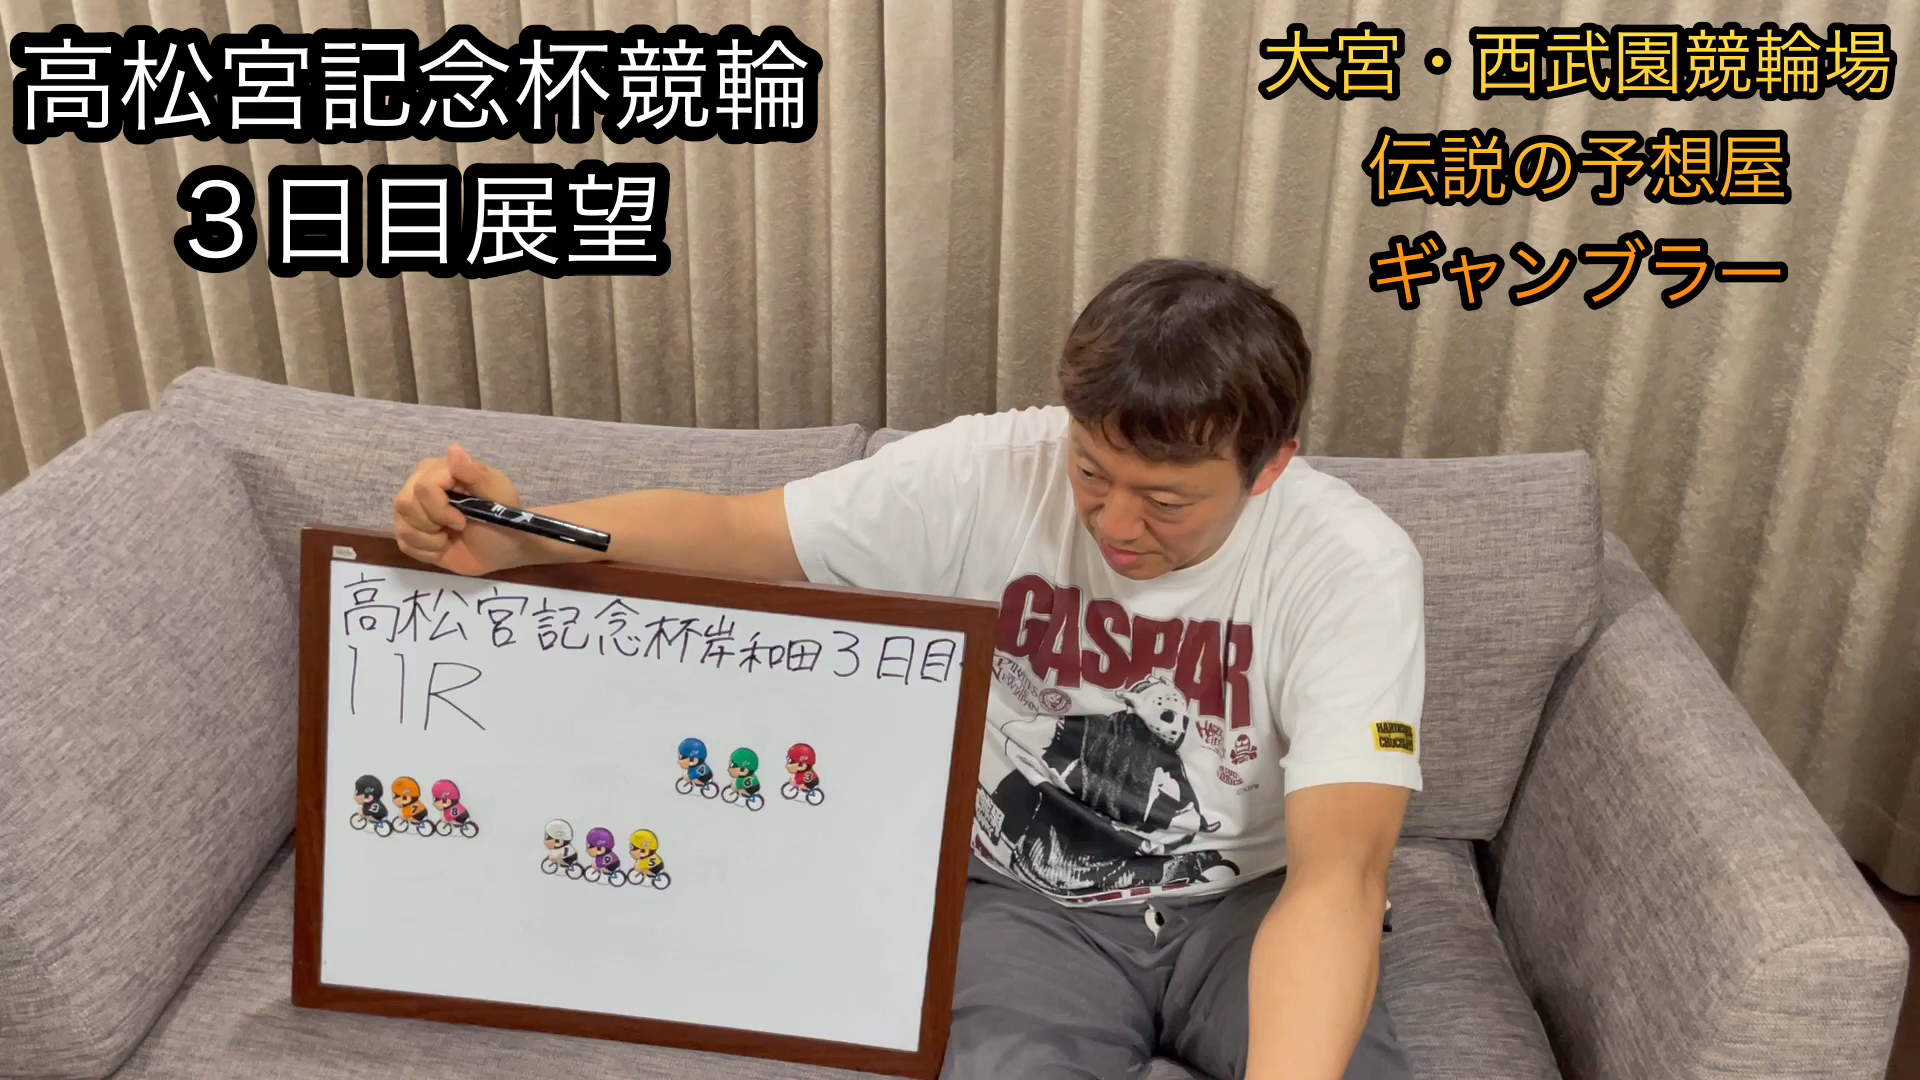 高松宮記念杯競輪
３日目展望
大宮・西武園競輪場
伝説の予想屋
ギャンブラー
高松宮記念杯岸和田3日目
11R
GASPAR
HARDCORE
CHOCOLATE